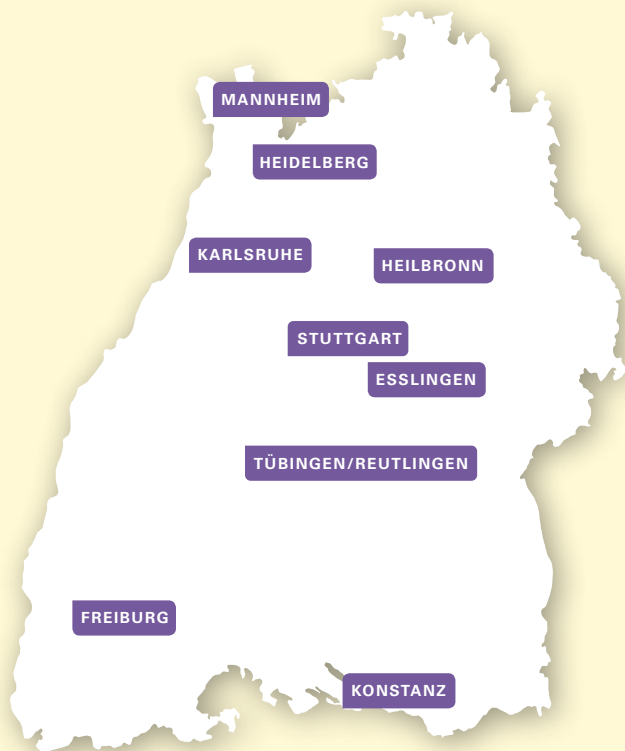 MANNHEIM
HEIDELBERG
KARLSRUHE
HEILBRONN
STUTTGART
ESSLINGEN
TÜBINGEN/REUTLINGEN
FREIBURG
KONSTANZ